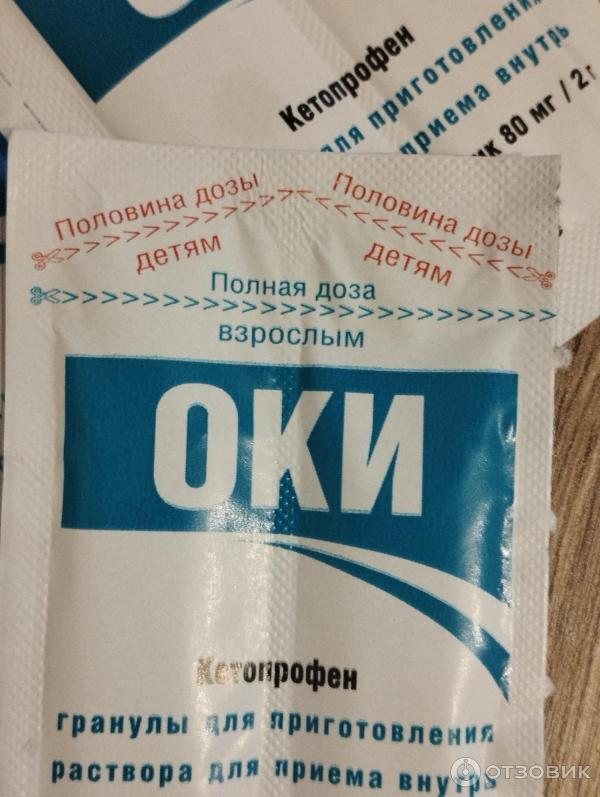 Кетопрофен
для приготовления
приема внутрь
80 мг / 2 г
Половина дозы Половина дозы
детям детям
Полная доза
взрослым
ОКИ
Кетопрофен
гранулы для приготовления
раствора для приема внутрь
ОТЗОВИК